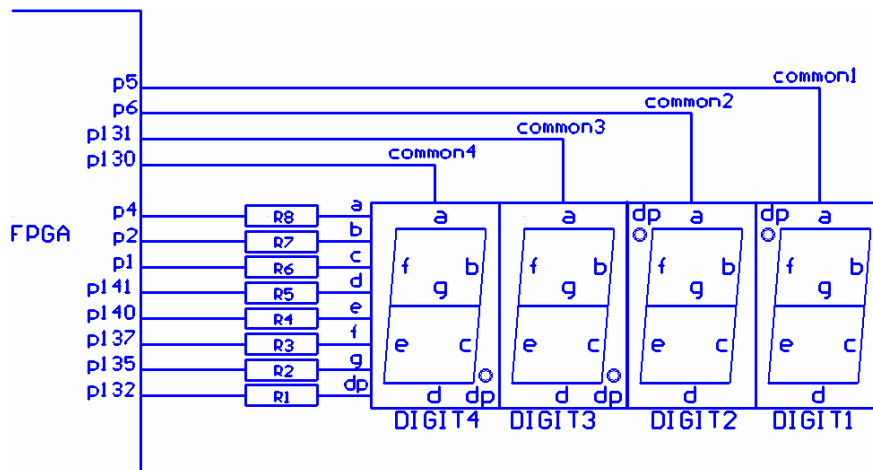 p5 common1
p6 common2
p131 common3
p130 common4
p4 R8 a
FPGA
p2 R7 b
p1 R6 c
p141 R5 d
p140 R4 e
p137 R3 f
p135 R2 g
p132 R1 dp
a a dp a dp a
f b f b f b f b
g g g g
e c e c e c e c
d dp d dp d d
DIGIT4 DIGIT3 DIGIT2 DIGIT1